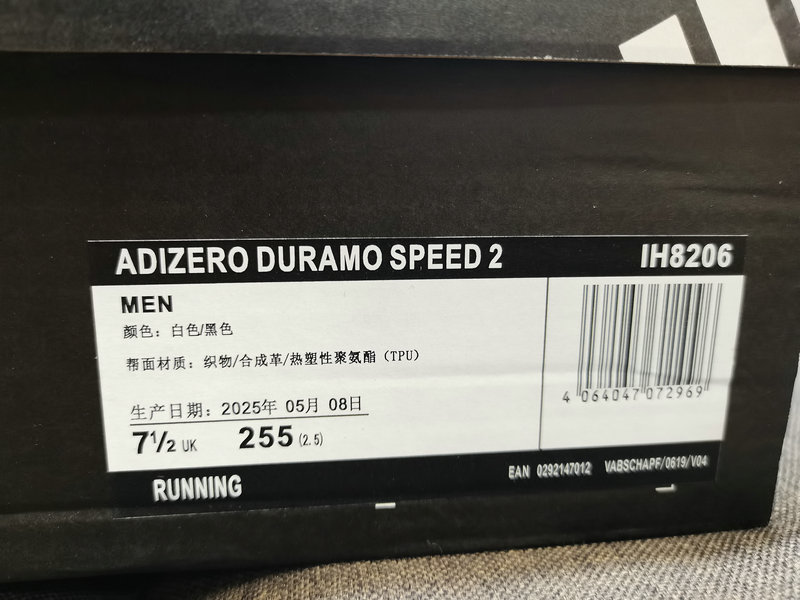 ADIZERO DURAMO SPEED 2 IH8206
MEN
颜色：白色/黑色
帮面材质：织物/合成革/热塑性聚氨酯（TPU）
4 064047 072969
生产日期：2025年 05月 08日
7½ UK 255 (2.5)
EAN 0292147012 VABSCHAPF/0619/V04
RUNNING